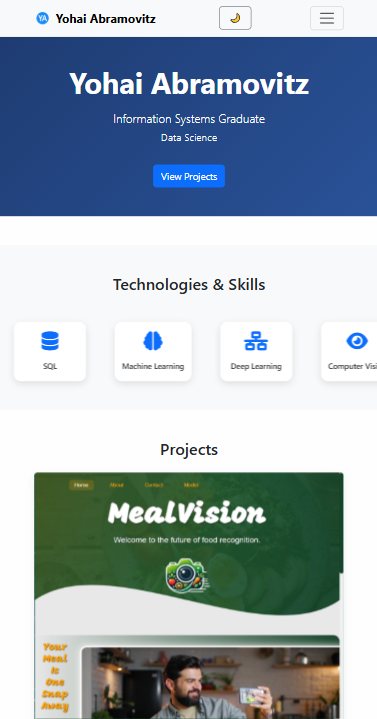 YA Yohai Abramovitz
Yohai Abramovitz
Information Systems Graduate
Data Science
View Projects
Technologies & Skills
SQL
Machine Learning
Deep Learning
Computer Visi
Projects
Home About Contact Model
MealVision
Welcome to the future of food recognition.
Your
Meal
Is
One
Snap
Away